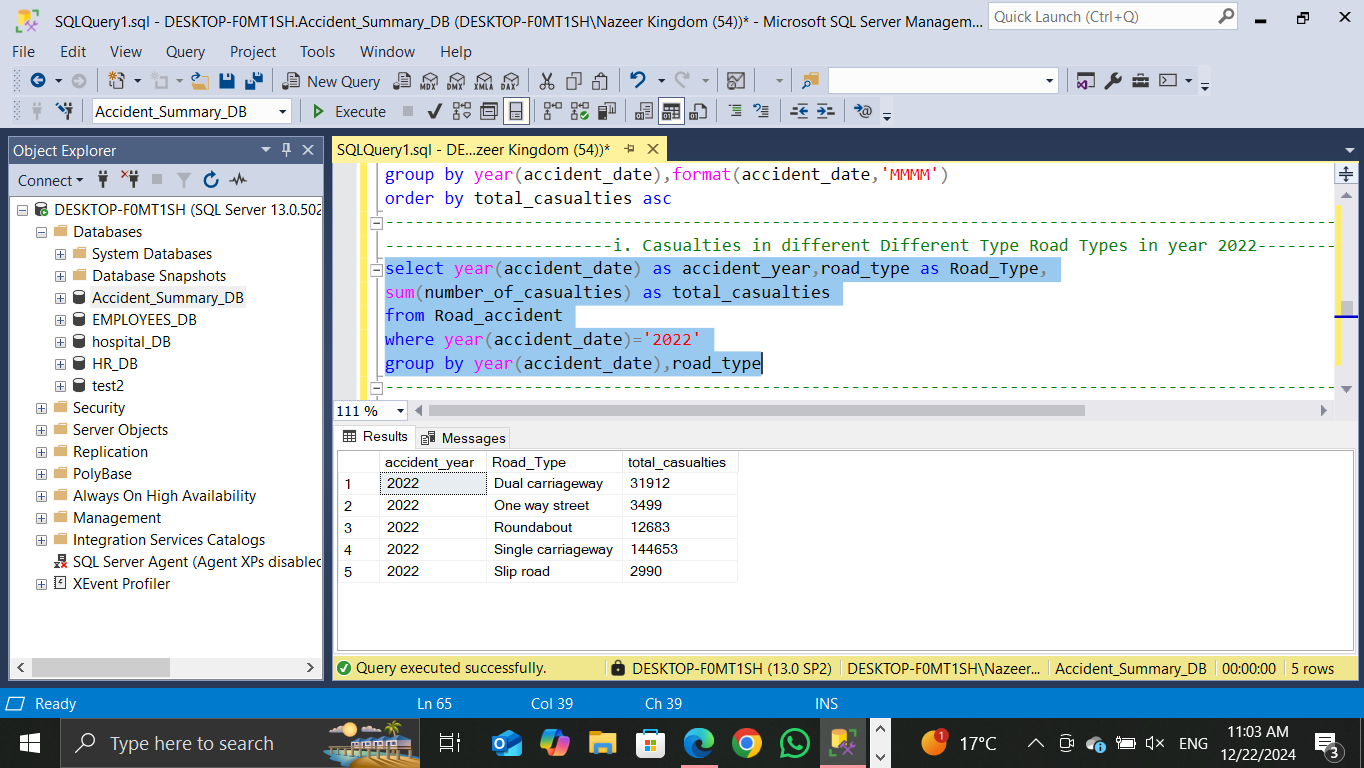 SQLQuery1.sql - DESKTOP-F0MT1SH.Accident_Summary_DB (DESKTOP-F0MT1SH\Nazeer Kingdom (54))* - Microsoft SQL Server Managem...
Quick Launch (Ctrl+Q)
File Edit View Query Project Tools Window Help
New Query
MDX DMX XMLA DAX
Accident_Summary_DB Execute
Object Explorer
SQLQuery1.sql - DE...zeer Kingdom (54))*
Connect
DESKTOP-F0MT1SH (SQL Server 13.0.502
Databases
System Databases
Database Snapshots
Accident_Summary_DB
EMPLOYEES_DB
hospital_DB
HR_DB
test2
Security
Server Objects
Replication
PolyBase
Always On High Availability
Management
Integration Services Catalogs
SQL Server Agent (Agent XPs disabled
XEvent Profiler
group by year(accident_date),format(accident_date,'MMMM')
order by total_casualties asc
------------------------------------------------------------------------------------------------
-----------------------i. Casualties in different Different Type Road Types in year 2022--------
select year(accident_date) as accident_year,road_type as Road_Type,
sum(number_of_casualties) as total_casualties
from Road_accident
where year(accident_date)='2022'
group by year(accident_date),road_type
------------------------------------------------------------------------------------------------
111 %
Results Messages
accident_year Road_Type total_casualties
1 2022 Dual carriageway 31912
2 2022 One way street 3499
3 2022 Roundabout 12683
4 2022 Single carriageway 144653
5 2022 Slip road 2990
Query executed successfully. DESKTOP-F0MT1SH (13.0 SP2) DESKTOP-F0MT1SH\Nazeer... Accident_Summary_DB 00:00:00 5 rows
Ready Ln 65 Col 39 Ch 39 INS
Type here to search
1 17°C ENG
11:03 AM
12/22/2024
3